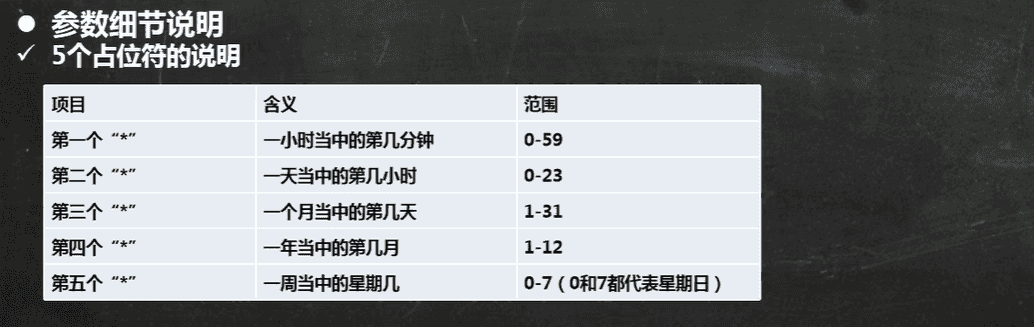 参数细节说明
5个占位符的说明
项目 含义 范围
第一个“*” 一小时当中的第几分钟 0-59
第二个“*” 一天当中的第几小时 0-23
第三个“*” 一个月当中的第几天 1-31
第四个“*” 一年当中的第几月 1-12
第五个“*” 一周当中的星期几 0-7（0和7都代表星期日）